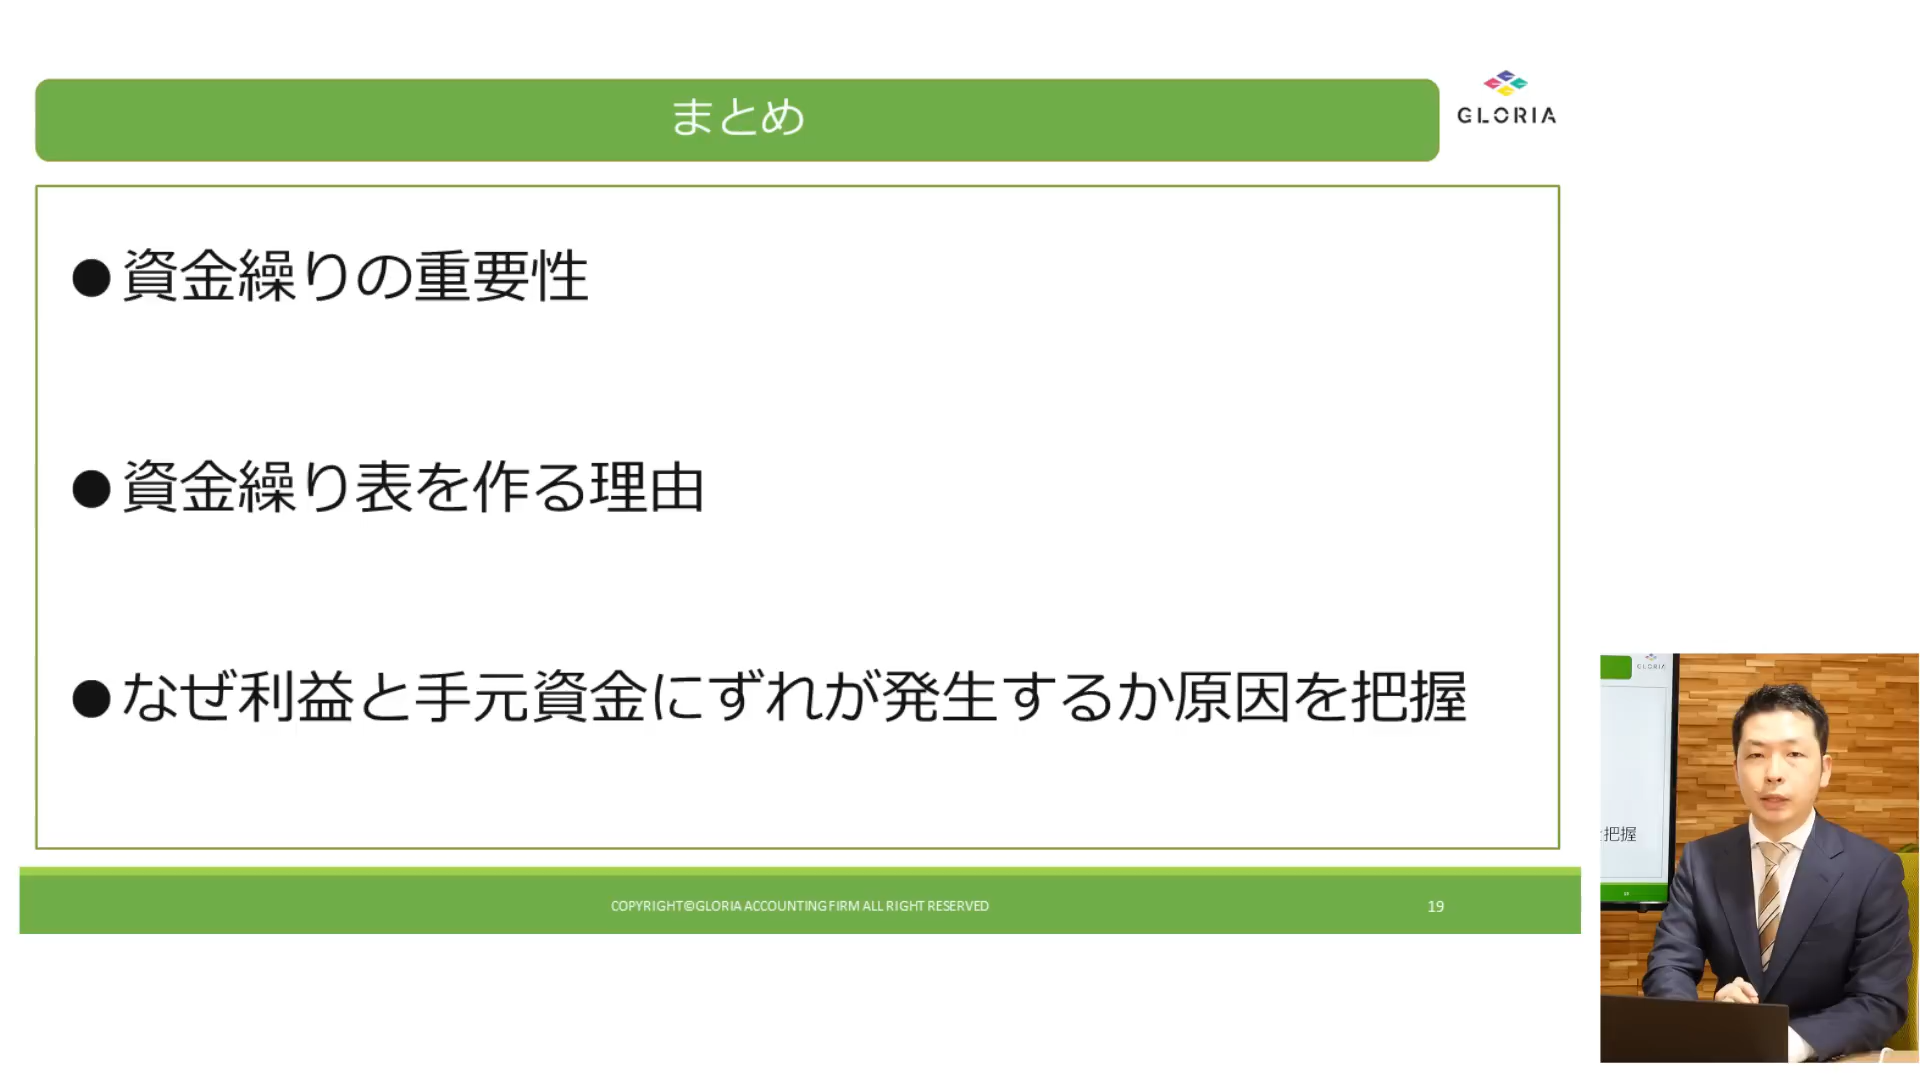 まとめ
GLORIA
●資金繰りの重要性
●資金繰り表を作る理由
●なぜ利益と手元資金にずれが発生するか原因を把握
COPYRIGHT©GLORIA ACCOUNTING FIRM ALL RIGHT RESERVED
19
GLORIA
把握